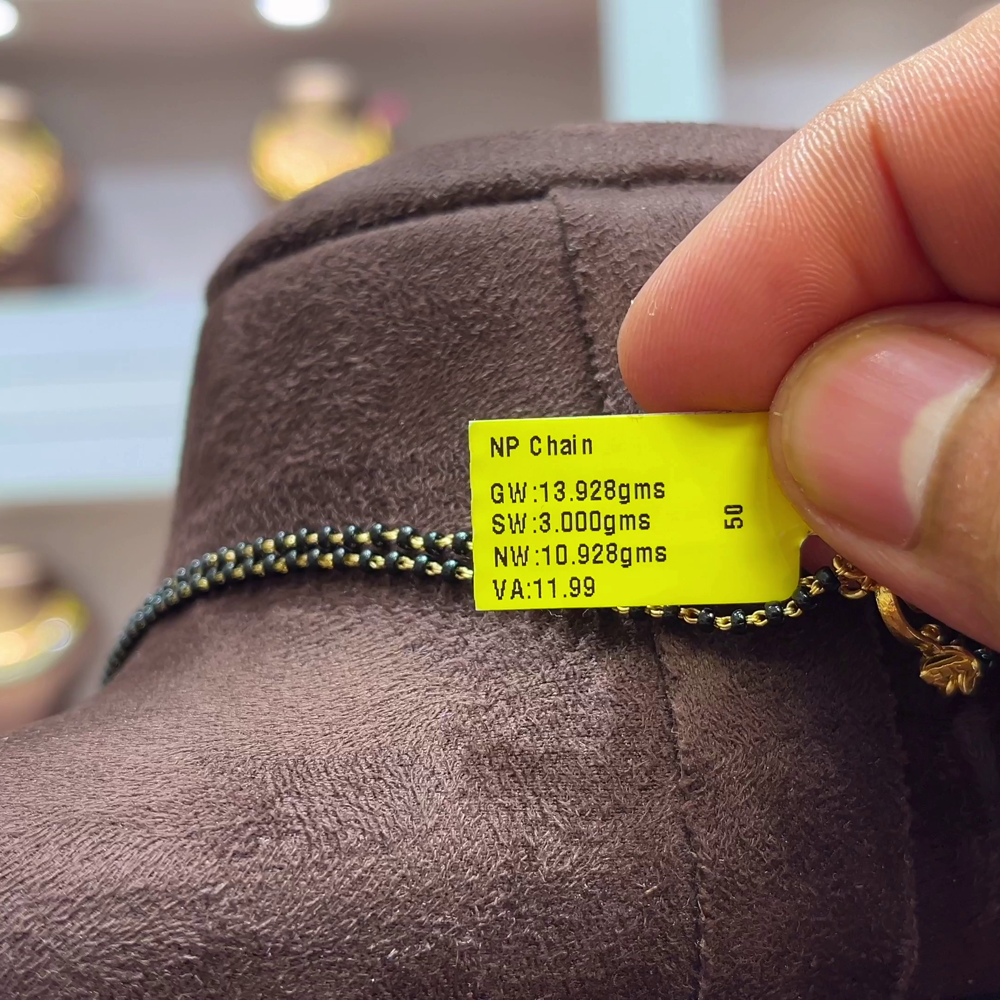 NP Chain
GW:13.928gms
SW:3.000gms
NW:10.928gms
VA:11.99
50